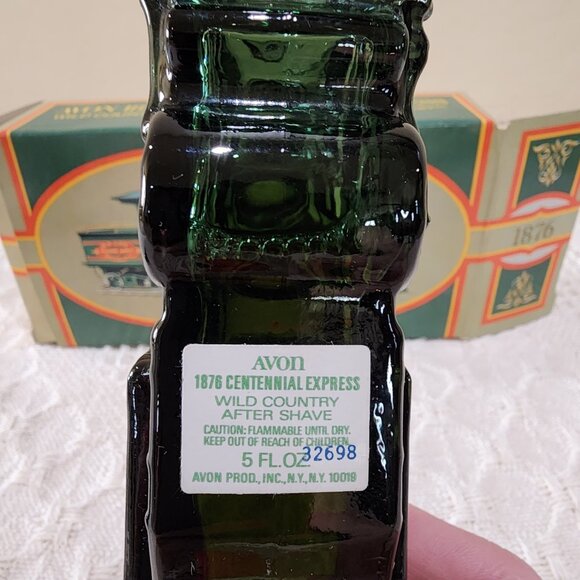 AVON
1876 CENTENNIAL EXPRESS
WILD COUNTRY
AFTER SHAVE
CAUTION: FLAMMABLE UNTIL DRY.
KEEP OUT OF REACH OF CHILDREN.
5 FL.OZ. 32698
AVON PROD., INC., N.Y., N.Y. 10019
1876